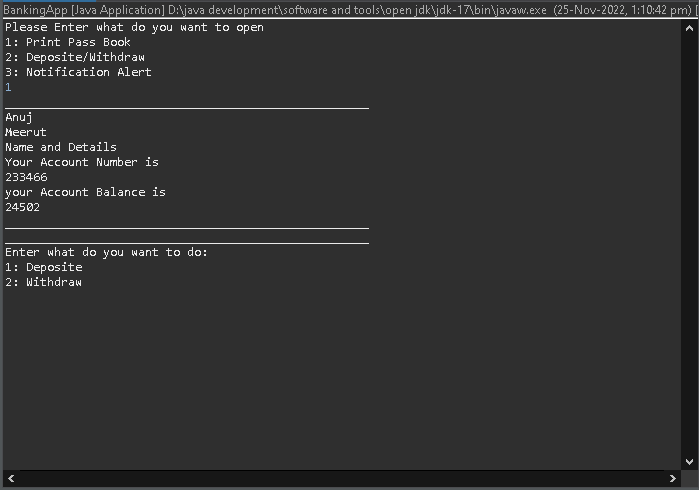 BankingApp [Java Application] D:\java development\software and tools\open jdk\jdk-17\bin\javaw.exe (25-Nov-2022, 1:10:42 pm) [
Please Enter what do you want to open
1: Print Pass Book
2: Deposite/Withdraw
3: Notification Alert
1
Anuj
Meerut
Name and Details
Your Account Number is
233466
your Account Balance is
24502
Enter what do you want to do:
1: Deposite
2: Withdraw